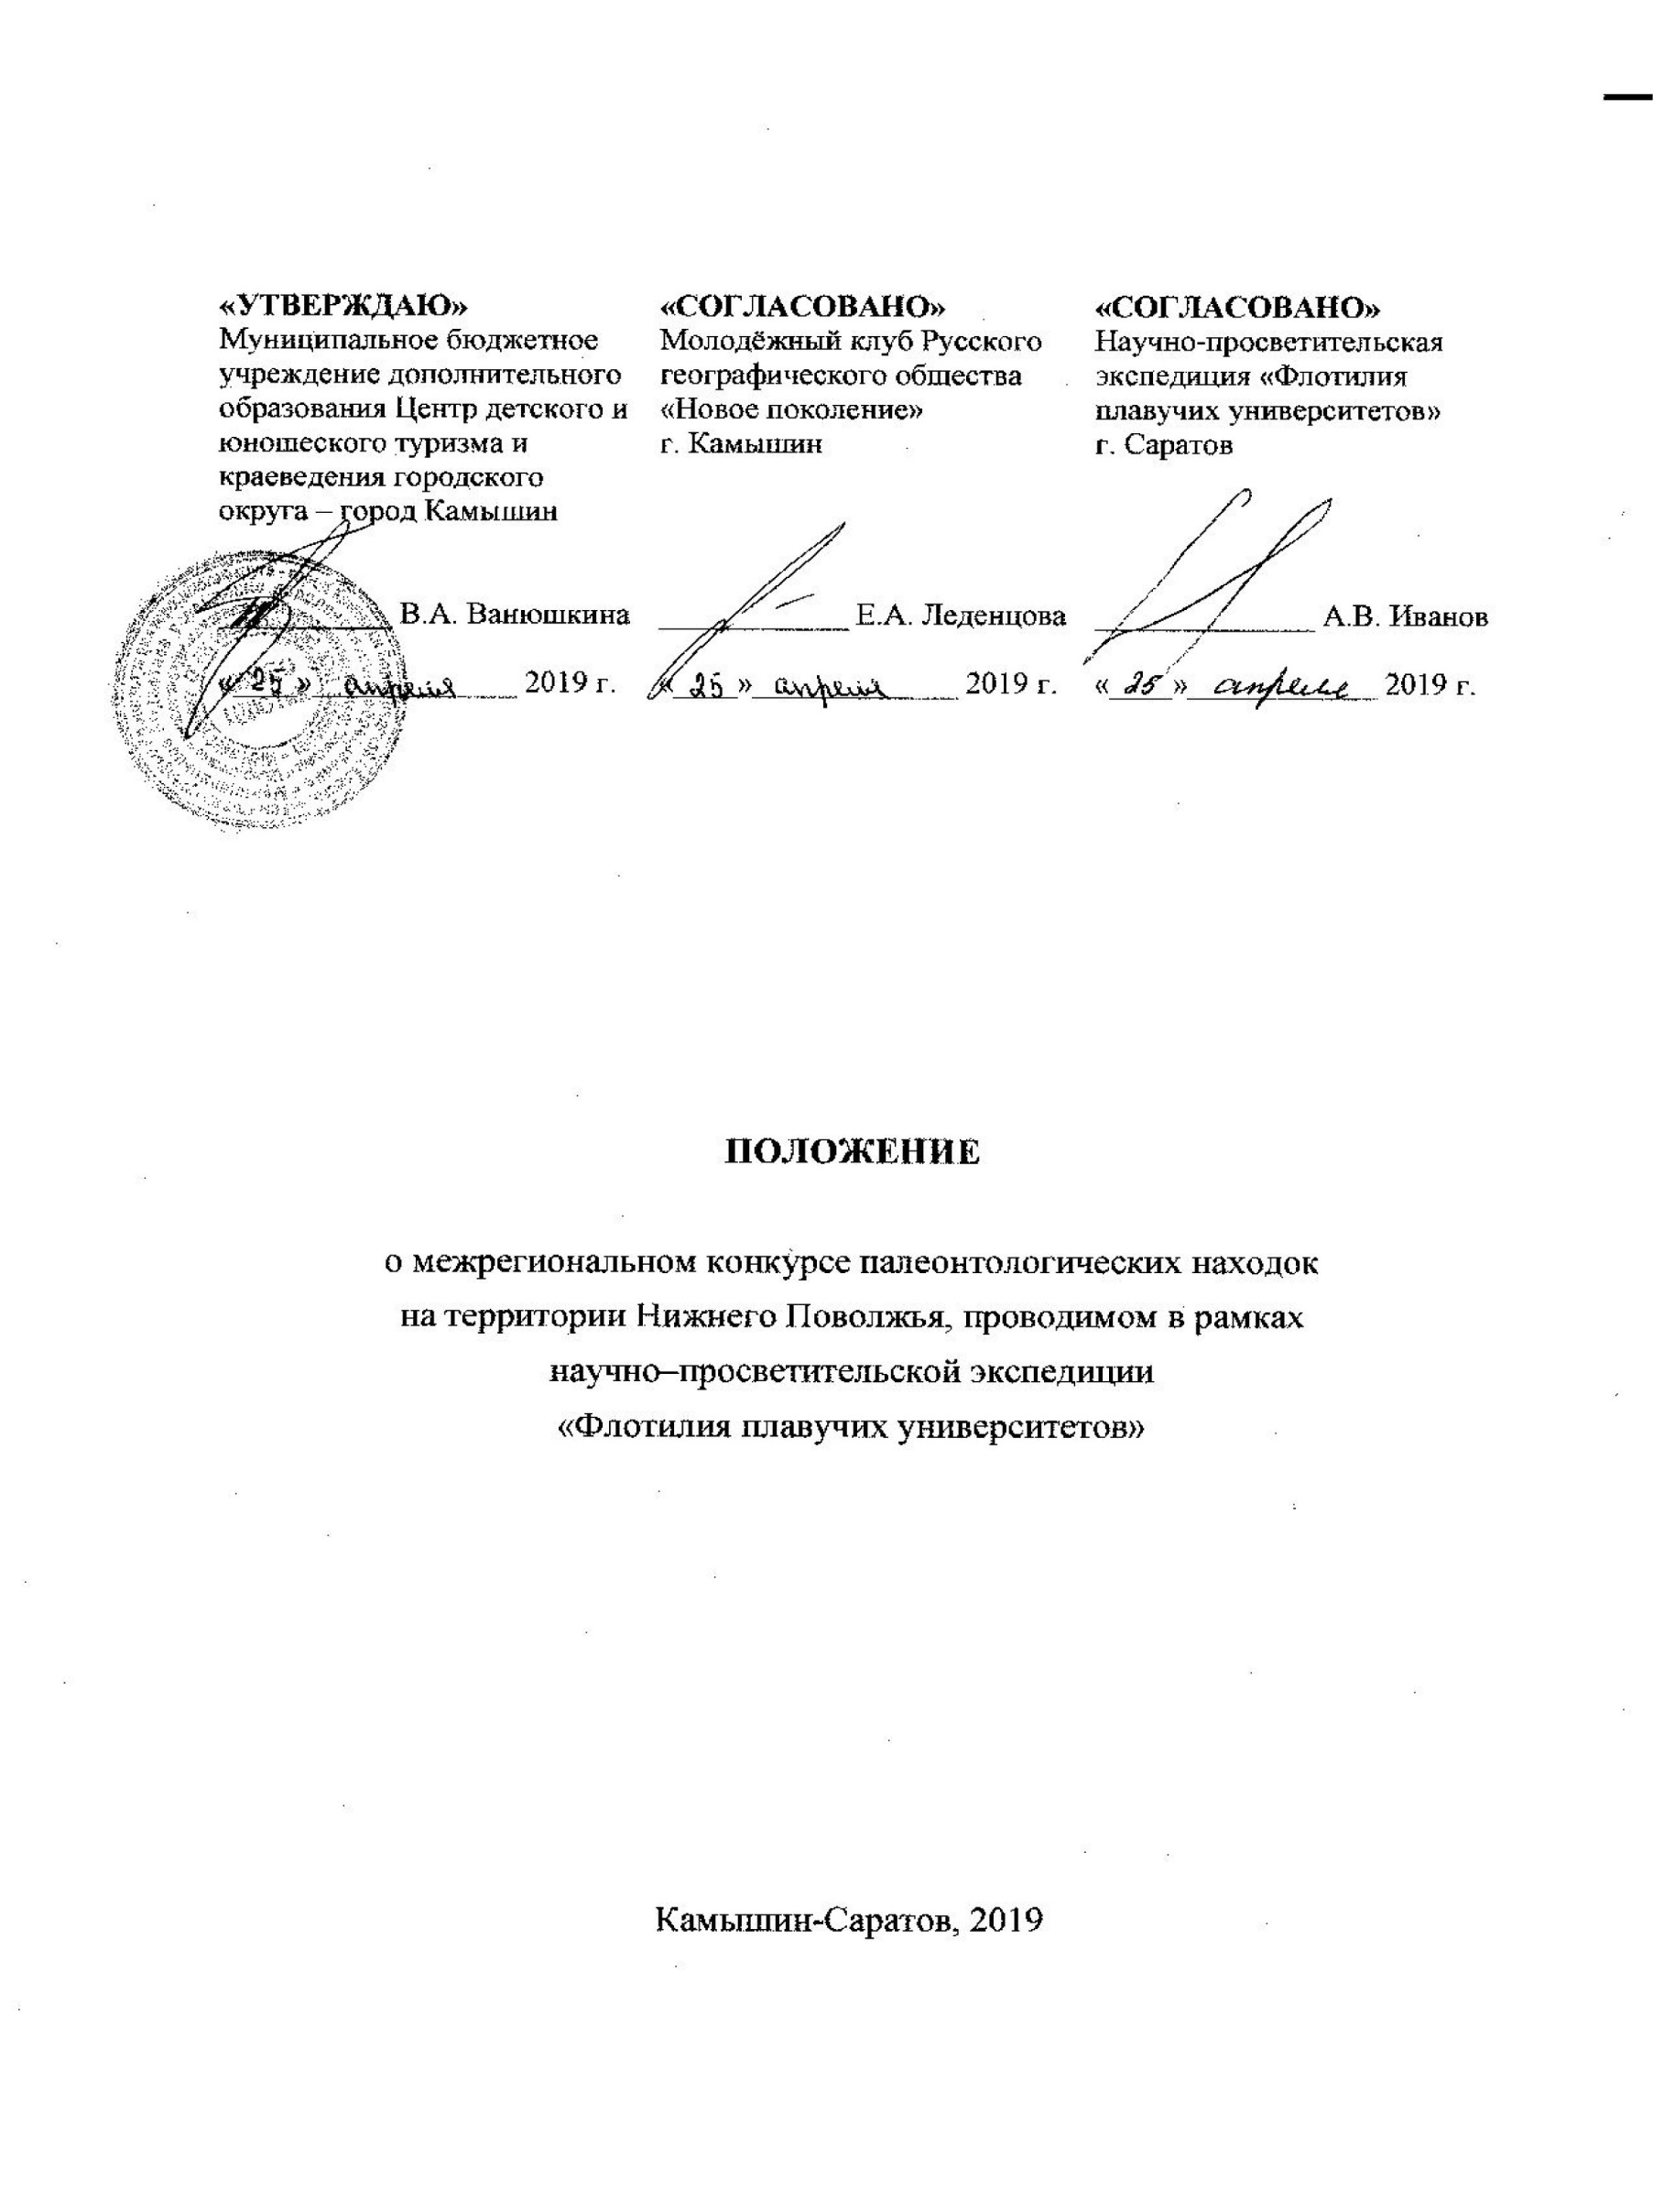 «УТВЕРЖДАЮ»
Муниципальное бюджетное
учреждение дополнительного
образования Центр детского и
юношеского туризма и
краеведения городского
округа – город Камышин
В.А. Ванюшкина
«25» апреля 2019 г.
«СОГЛАСОВАНО»
Молодёжный клуб Русского
географического общества
«Новое поколение»
г. Камышин
Е.А. Леденцова
«25» апреля 2019 г.
«СОГЛАСОВАНО»
Научно-просветительская
экспедиция «Флотилия
плавучих университетов»
г. Саратов
А.В. Иванов
«25» апреля 2019 г.
ПОЛОЖЕНИЕ
о межрегиональном конкурсе палеонтологических находок
на территории Нижнего Поволжья, проводимом в рамках
научно–просветительской экспедиции
«Флотилия плавучих университетов»
Камышин-Саратов, 2019